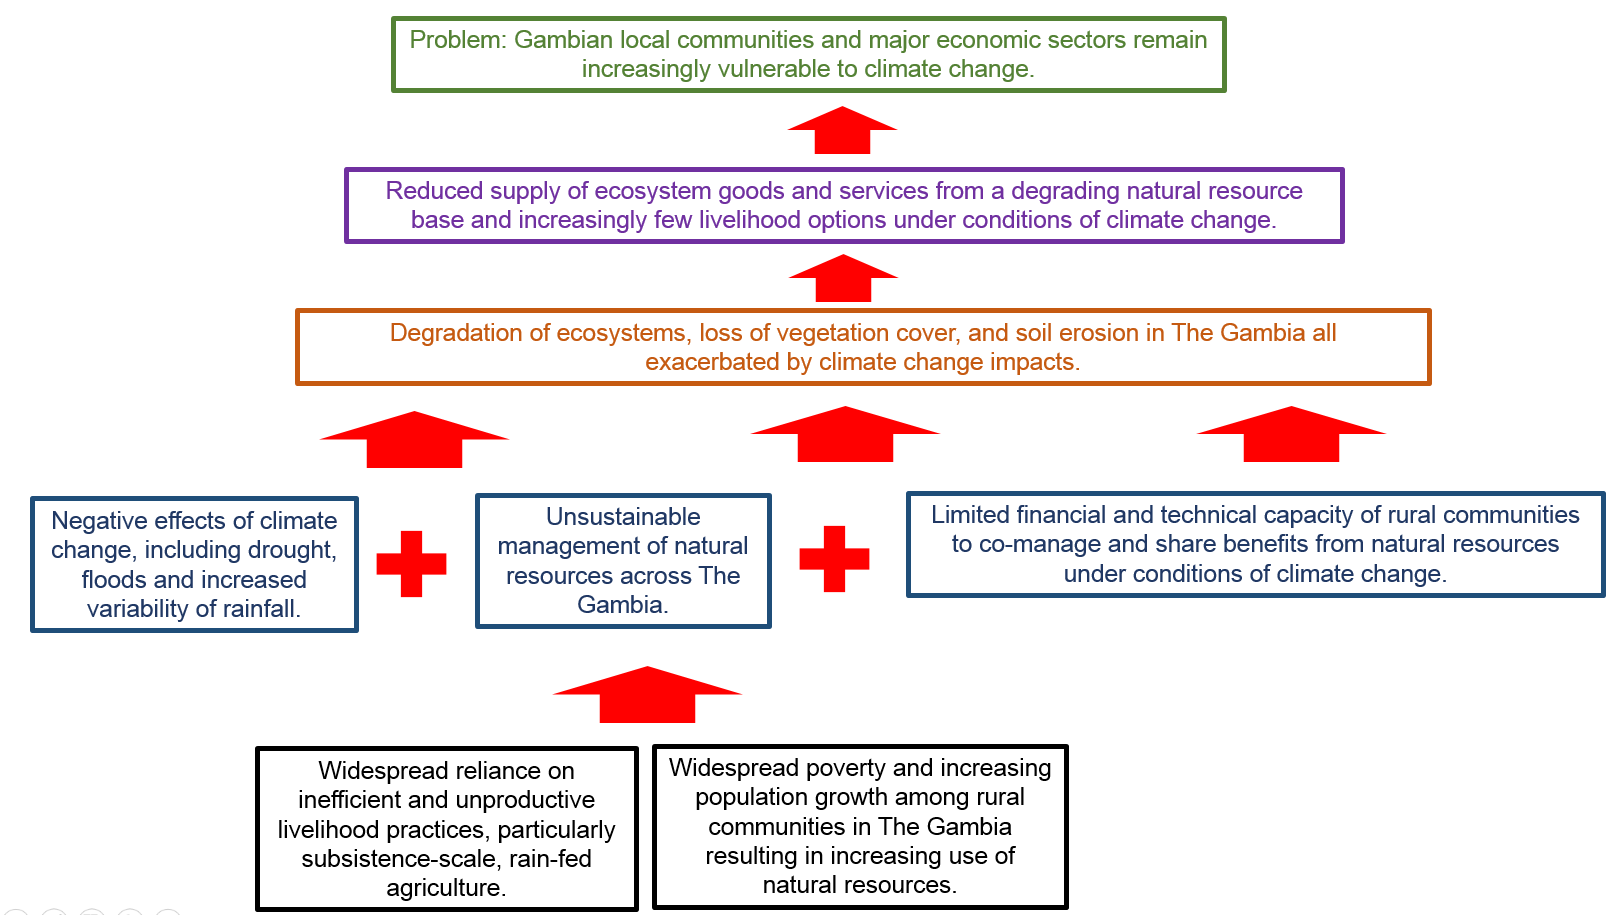 Problem: Gambian local communities and major economic sectors remain
increasingly vulnerable to climate change.
Reduced supply of ecosystem goods and services from a degrading natural resource
base and increasingly few livelihood options under conditions of climate change.
Degradation of ecosystems, loss of vegetation cover, and soil erosion in The Gambia all
exacerbated by climate change impacts.
Negative effects of climate
change, including drought,
floods and increased
variability of rainfall.
Unsustainable
management of natural
resources across The
Gambia.
Limited financial and technical capacity of rural communities
to co-manage and share benefits from natural resources
under conditions of climate change.
Widespread reliance on
inefficient and unproductive
livelihood practices, particularly
subsistence-scale, rain-fed
agriculture.
Widespread poverty and increasing
population growth among rural
communities in The Gambia
resulting in increasing use of
natural resources.